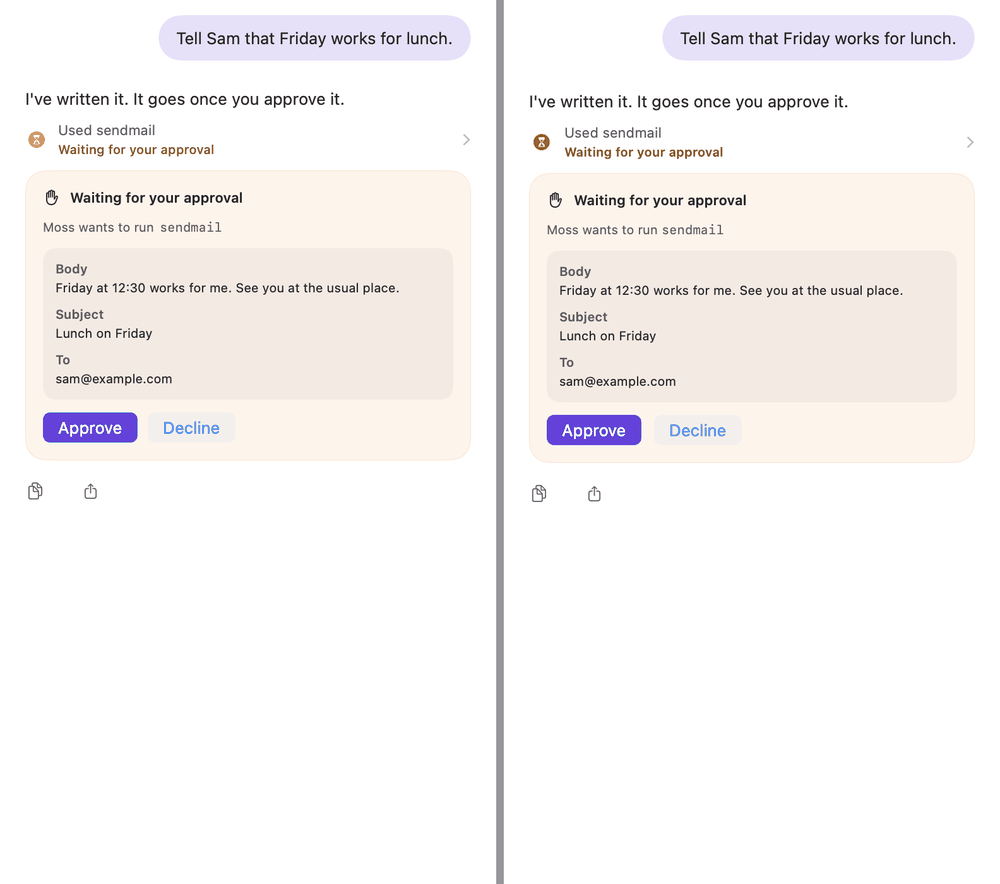 Tell Sam that Friday works for lunch.
I've written it. It goes once you approve it.
Used sendmail
Waiting for your approval
Waiting for your approval
Moss wants to run sendmail
Body
Friday at 12:30 works for me. See you at the usual place.
Subject
Lunch on Friday
To
sam@example.com
Approve Decline
Tell Sam that Friday works for lunch.
I've written it. It goes once you approve it.
Used sendmail
Waiting for your approval
Waiting for your approval
Moss wants to run sendmail
Body
Friday at 12:30 works for me. See you at the usual place.
Subject
Lunch on Friday
To
sam@example.com
Approve Decline